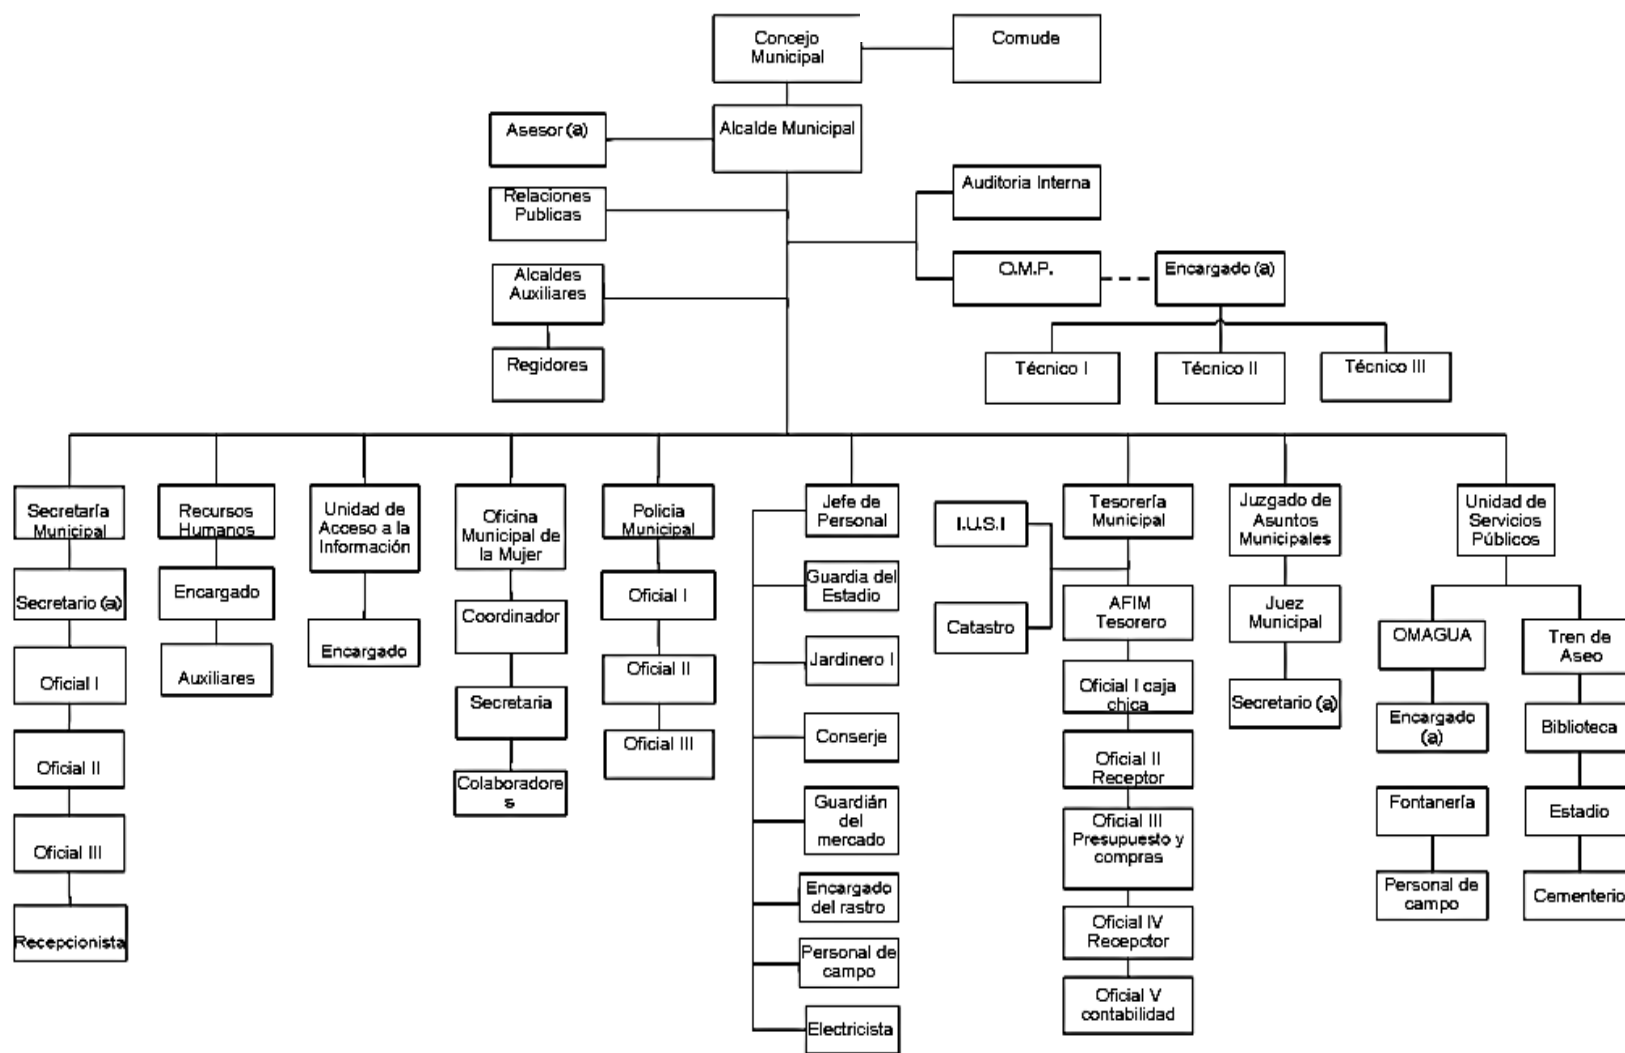 Concejo
Municipal
Comude
Asesor (a)
Alcalde Municipal
Relaciones
Publicas
Auditoria Interna
Alcaldes
Auxiliares
O.M.P.
Encargado (a)
Regidores
Técnico I
Técnico II
Técnico III
Secretaría
Municipal
Recursos
Humanos
Unidad de
Acceso a la
Información
Oficina
Municipal de
la Mujer
Policia
Municipal
Jefe de
Personal
I.U.S.I
Tesorería
Municipal
Juzgado de
Asuntos
Municipales
Unidad de
Servicios
Públicos
Secretario (a)
Encargado
Encargado
Coordinador
Oficial I
Guardia del
Estadio
Catastro
AFIM
Tesorero
Juez
Municipal
OMAGUA
Tren de
Aseo
Oficial I
Auxiliares
Secretaria
Oficial II
Jardinero I
Oficial I caja
chica
Secretario (a)
Encargado
(a)
Biblioteca
Oficial II
Colaboradore
s
Oficial III
Conserje
Oficial II
Receptor
Fontanería
Estadio
Oficial III
Guardián
del
mercado
Oficial III
Presupuesto y
compras
Personal de
campo
Cementerio
Recepcionista
Encargado
del rastro
Oficial IV
Recepctor
Personal de
campo
Oficial V
contabilidad
Electricista